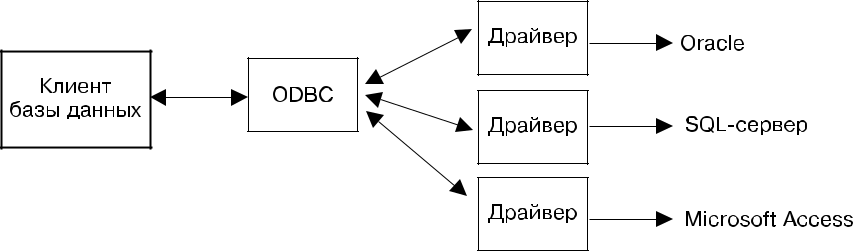 Клиент
базы данных
ODBC
Драйвер
Oracle
Драйвер
SQL-сервер
Драйвер
Microsoft Access